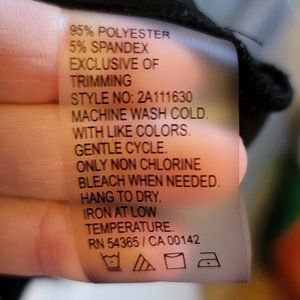 95% POLYESTER
5% SPANDEX
EXCLUSIVE OF
TRIMMING
STYLE NO: 2A111630
MACHINE WASH COLD.
WITH LIKE COLORS.
GENTLE CYCLE.
ONLY NON CHLORINE
BLEACH WHEN NEEDED.
HANG TO DRY.
IRON AT LOW
TEMPERATURE.
RN 54365 / CA 00142